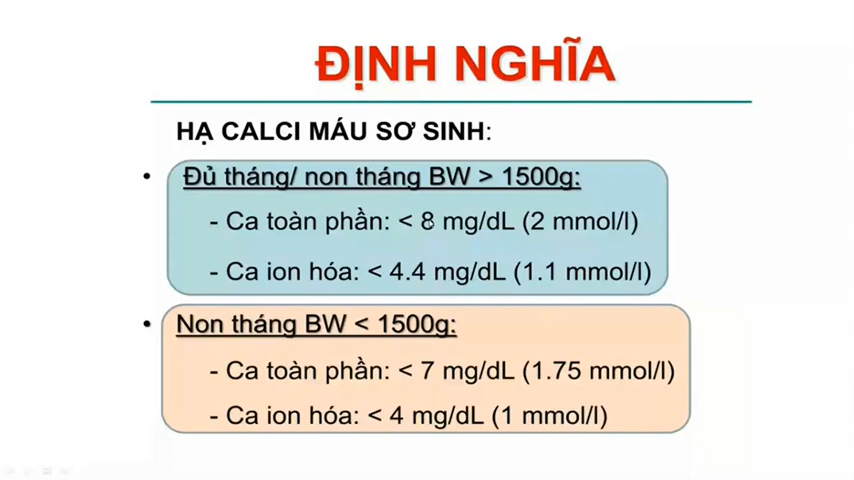 ĐỊNH NGHĨA
HẠ CALCI MÁU SƠ SINH:
• Đủ tháng/ non tháng BW > 1500g:
- Ca toàn phần: < 8 mg/dL (2 mmol/l)
- Ca ion hóa: < 4.4 mg/dL (1.1 mmol/l)
• Non tháng BW < 1500g:
- Ca toàn phần: < 7 mg/dL (1.75 mmol/l)
- Ca ion hóa: < 4 mg/dL (1 mmol/l)